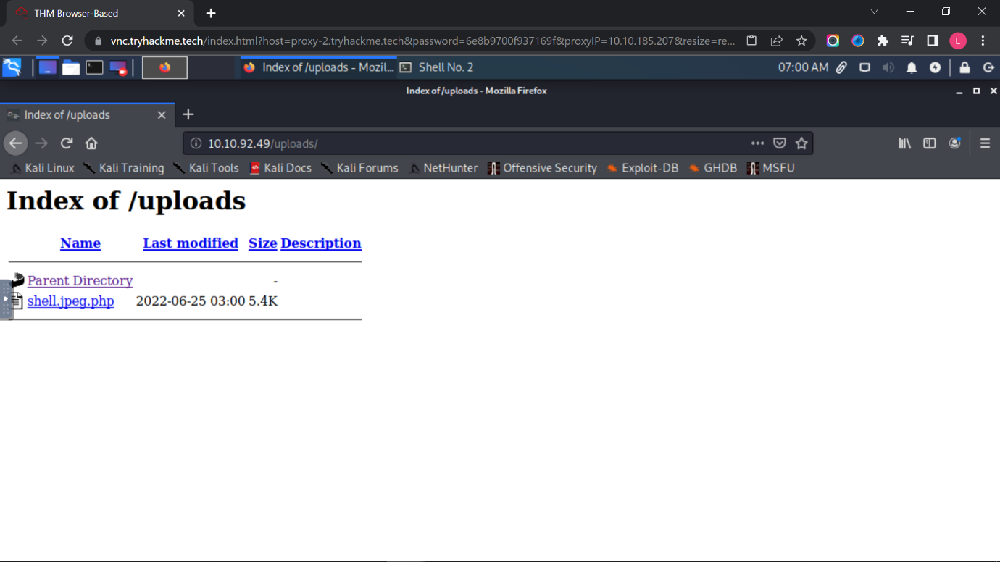 THM Browser-Based
vnc.tryhackme.tech/index.html?host=proxy-2.tryhackme.tech&password=6e8b9700f937169f&proxyIP=10.10.185.207&resize=re...
L
Index of /uploads - Mozil... Shell No. 2 07:00 AM
Index of /uploads - Mozilla Firefox
Index of /uploads
10.10.92.49/uploads/
Kali Linux Kali Training Kali Tools Kali Docs Kali Forums NetHunter Offensive Security Exploit-DB GHDB MSFU
Index of /uploads
Name Last modified Size Description
Parent Directory -
shell.jpeg.php 2022-06-25 03:00 5.4K